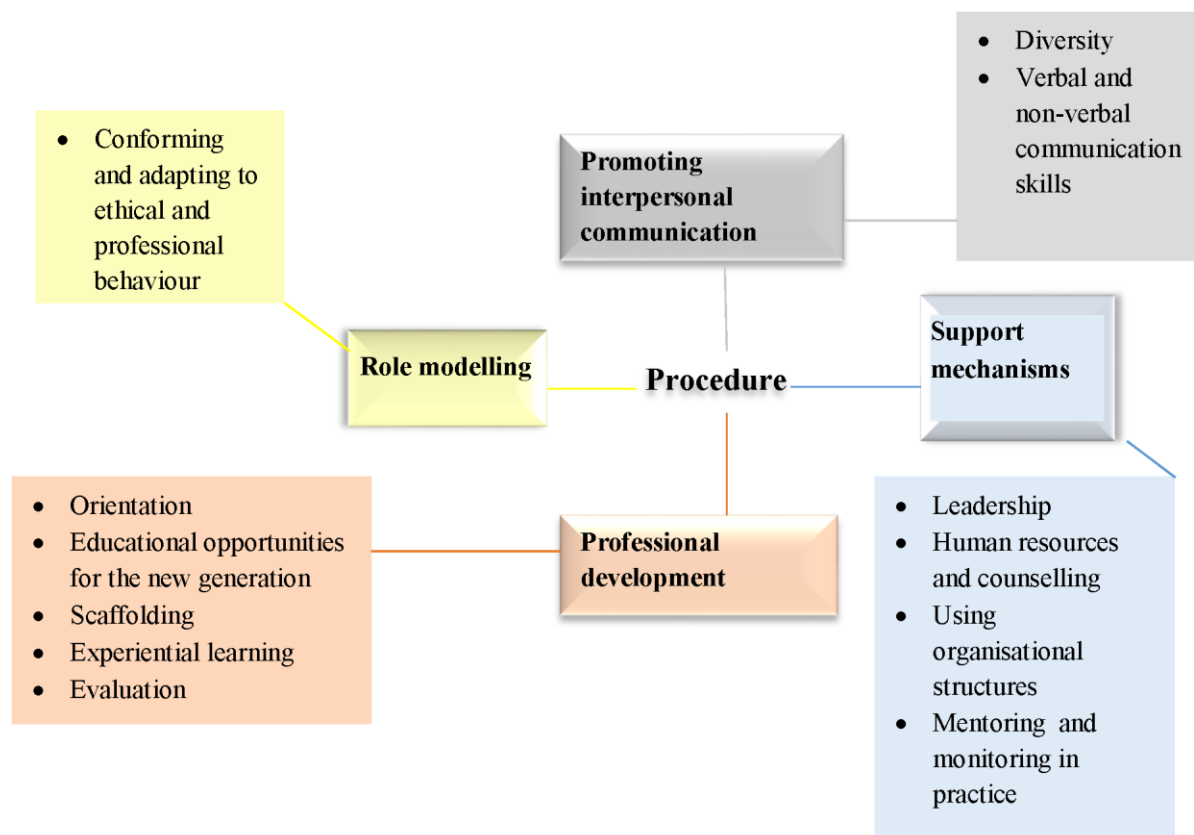 • Diversity
• Verbal and
non-verbal
communication
skills
Promoting
interpersonal
communication
• Conforming
and adapting to
ethical and
professional
behaviour
Role modelling
Procedure
Support
mechanisms
• Orientation
• Educational opportunities
for the new generation
• Scaffolding
• Experiential learning
• Evaluation
Professional
development
• Leadership
• Human resources
and counselling
• Using
organisational
structures
• Mentoring and
monitoring in
practice